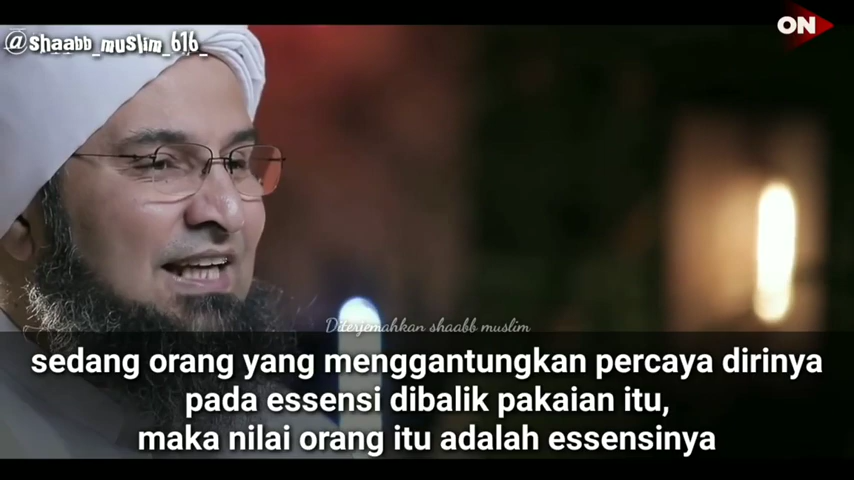 @shaabb_muslim_616_
ON
Diterjemahkan shaabb muslim
sedang orang yang menggantungkan percaya dirinya
pada essensi dibalik pakaian itu,
maka nilai orang itu adalah essensinya